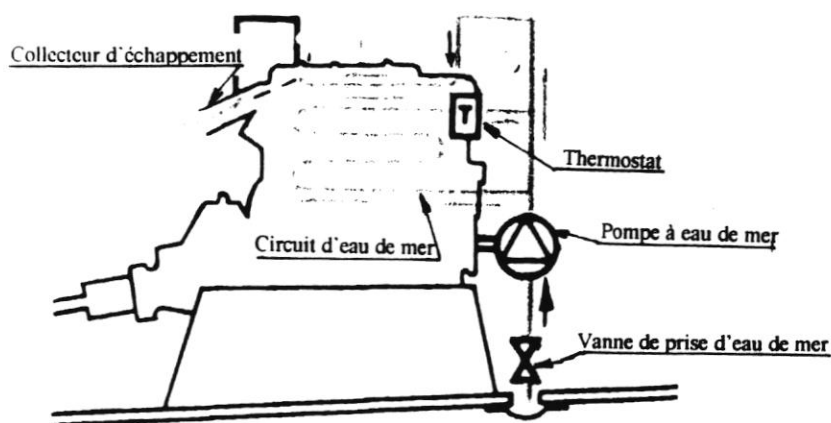 Collecteur d'échappement
T
Thermostat
Circuit d'eau de mer
Pompe à eau de mer
Vanne de prise d'eau de mer